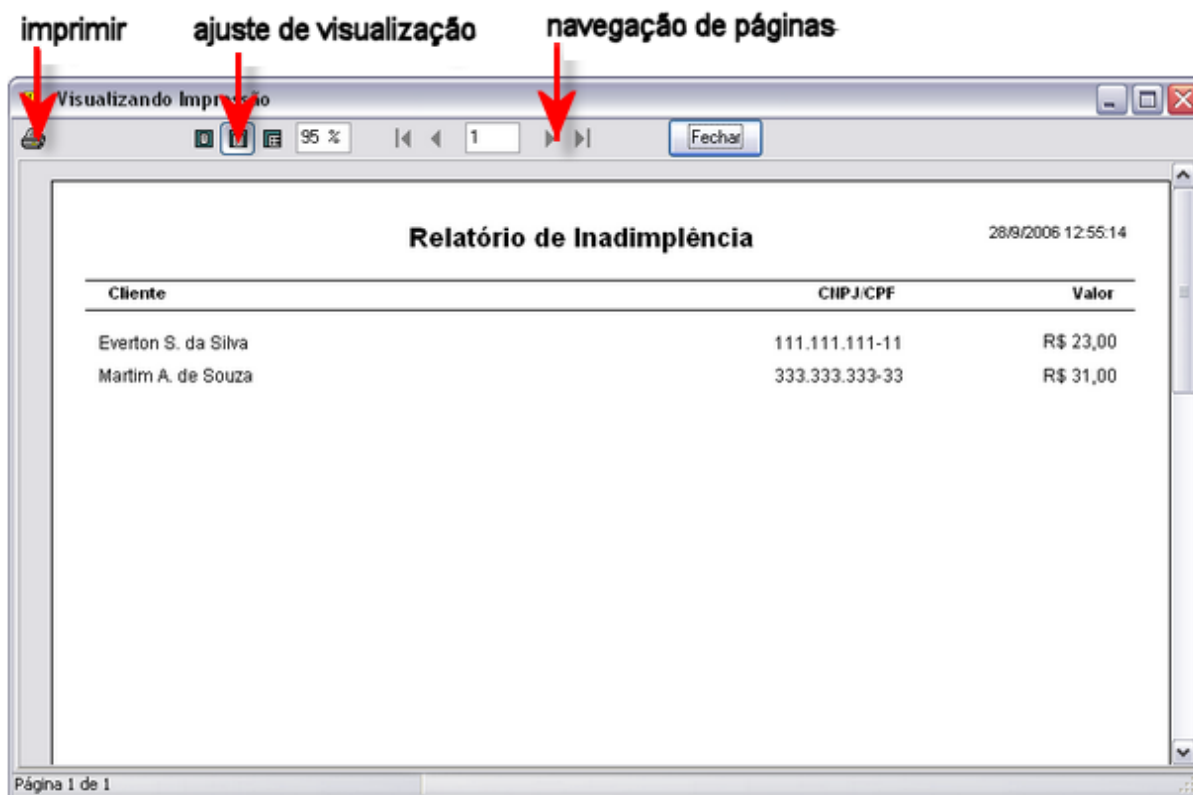 imprimir ajuste de visualização navegação de páginas
Visualizando Impressão
95 % 1 Fechar
Relatório de Inadimplência 28/9/2006 12:55:14
Cliente CNPJ/CPF Valor
Everton S. da Silva 111.111.111-11 R$ 23,00
Martim A. de Souza 333.333.333-33 R$ 31,00
Página 1 de 1